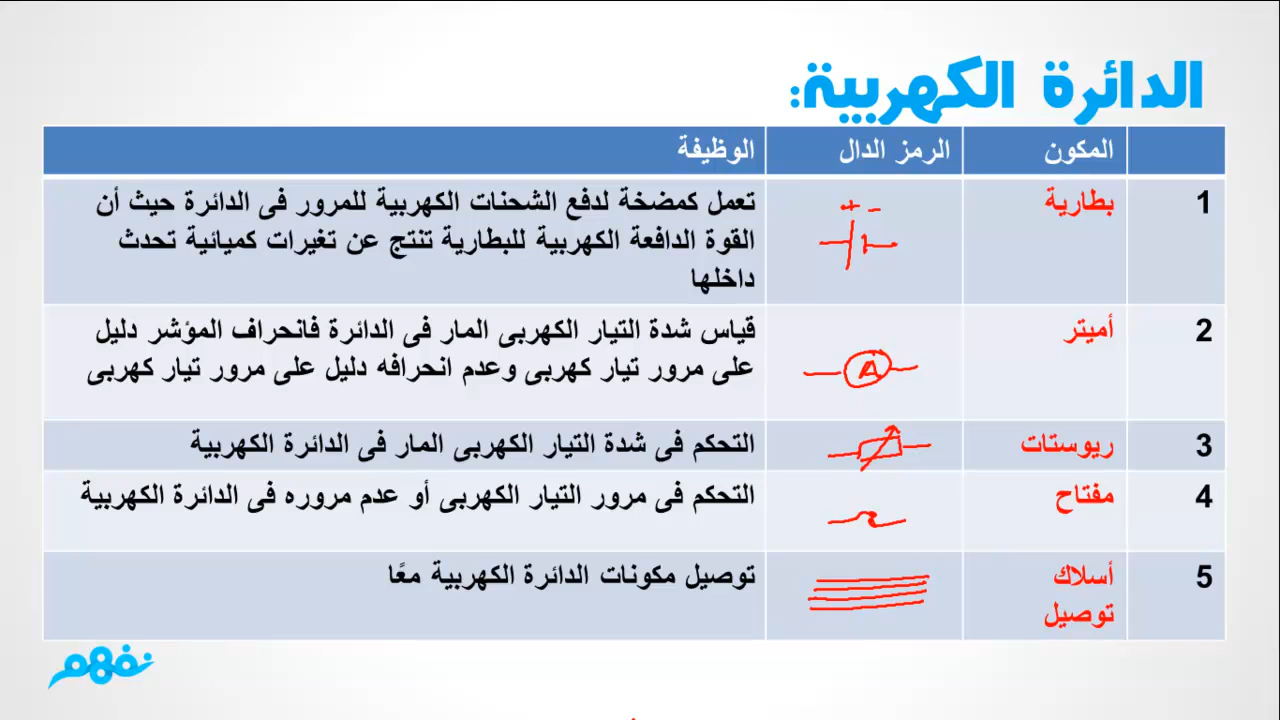 الدائرة الكهربية:
المكون الرمز الدال الوظيفة
1 بطارية + - تعمل كمضخة لدفع الشحنات الكهربية للمرور فى الدائرة حيث أن
القوة الدافعة الكهربية للبطارية تنتج عن تغيرات كميائية تحدث
داخلها
2 أميتر قياس شدة التيار الكهربى المار فى الدائرة فانحراف المؤشر دليل
A على مرور تيار كهربى وعدم انحرافه دليل على مرور تيار كهربى
3 ريوستات التحكم فى شدة التيار الكهربى المار فى الدائرة الكهربية
4 مفتاح التحكم فى مرور التيار الكهربى أو عدم مروره فى الدائرة الكهربية
5 أسلاك توصيل مكونات الدائرة الكهربية معًا
توصيل
نفهم